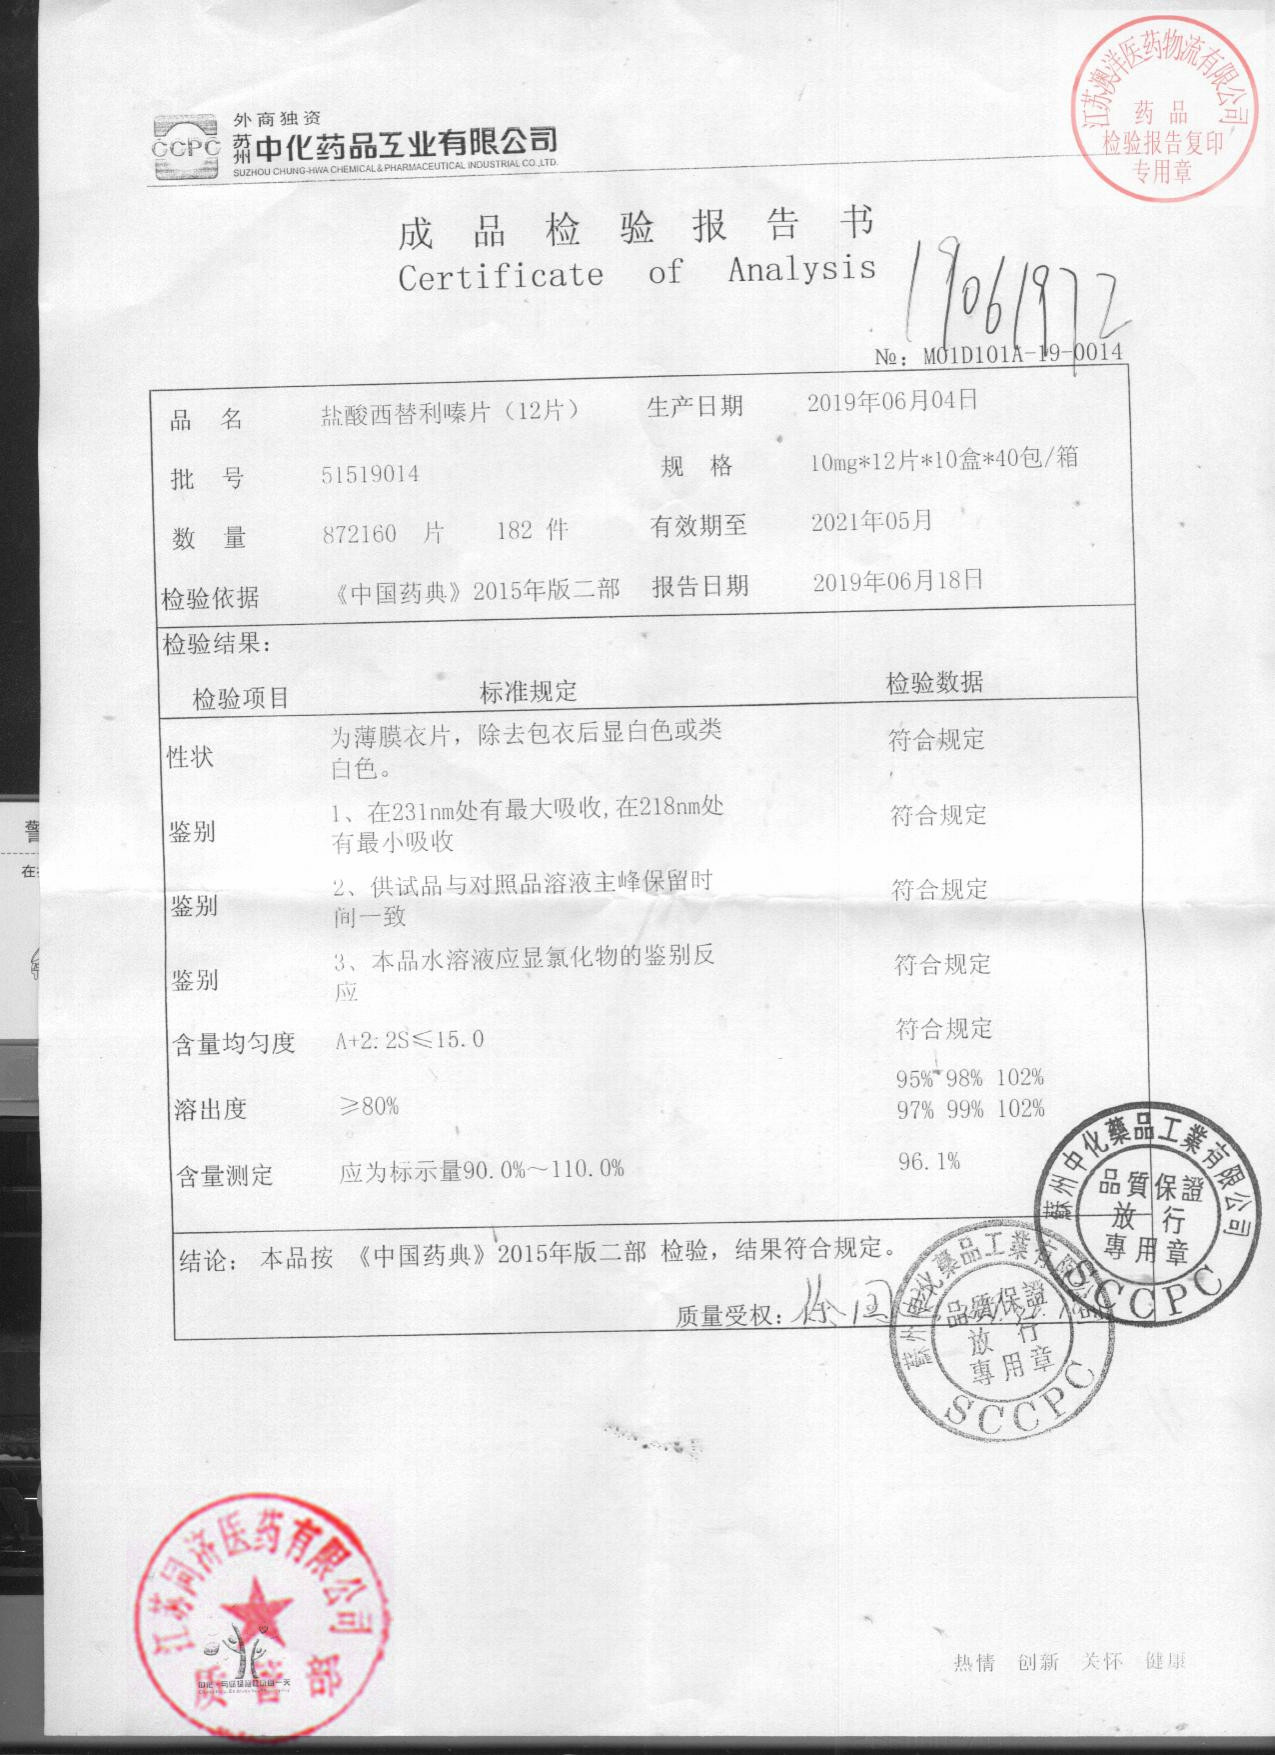 江苏澳洋医药物流有限公司
药品
检验报告复印
专用章
CCPC
外商独资
苏州中化药品工业有限公司
SUZHOU CHUNG-HWA CHEMICAL & PHARMACEUTICAL INDUSTRIAL CO.,LTD.
成品检验报告书
Certificate of Analysis
19061972
№: M01D101A-19-0014
品 名 盐酸西替利嗪片（12片） 生产日期 2019年06月04日
批 号 51519014 规 格 10mg*12片*10盒*40包/箱
数 量 872160 片 182 件 有效期至 2021年05月
检验依据 《中国药典》2015年版二部 报告日期 2019年06月18日
检验结果：
检验项目 标准规定 检验数据
性状 为薄膜衣片，除去包衣后显白色或类 符合规定
白色。
鉴别 1、在231nm处有最大吸收,在218nm处 符合规定
有最小吸收
鉴别 2、供试品与对照品溶液主峰保留时 符合规定
间一致
鉴别 3、本品水溶液应显氯化物的鉴别反 符合规定
应
含量均匀度 A+2.2S≤15.0 符合规定
溶出度 ≥80% 95% 98% 102%
97% 99% 102%
含量测定 应为标示量90.0%～110.0% 96.1%
结论： 本品按 《中国药典》2015年版二部 检验，结果符合规定。
质量受权：
蘇州中化藥品工業有限公司
品質保證
放行
專用章
SCCPC
蘇州中化藥品工業有限公司
品質保證
放行
專用章
SCCPC
江苏同济医药有限公司
质管部
热情 创新 关怀 健康
警
在